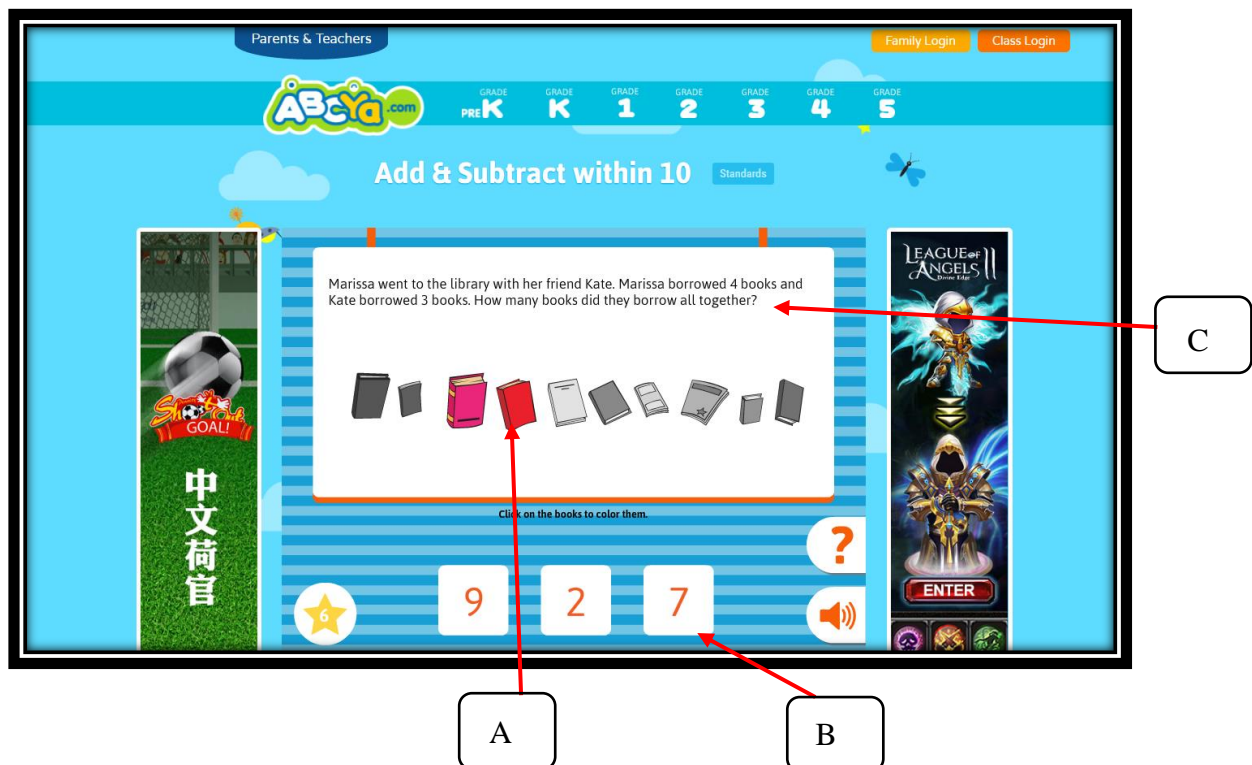 Parents & Teachers
Family Login
Class Login
ABCYa.com
PRE
GRADE
K
GRADE
K
GRADE
1
GRADE
2
GRADE
3
GRADE
4
GRADE
5
Add & Subtract within 10
Standards
Marissa went to the library with her friend Kate. Marissa borrowed 4 books and
Kate borrowed 3 books. How many books did they borrow all together?
Click on the books to color them.
?
6
9
2
7
Shoot Out
GOAL!
中文荷官
LEAGUE OF
ANGELS II
ENTER
A
B
C